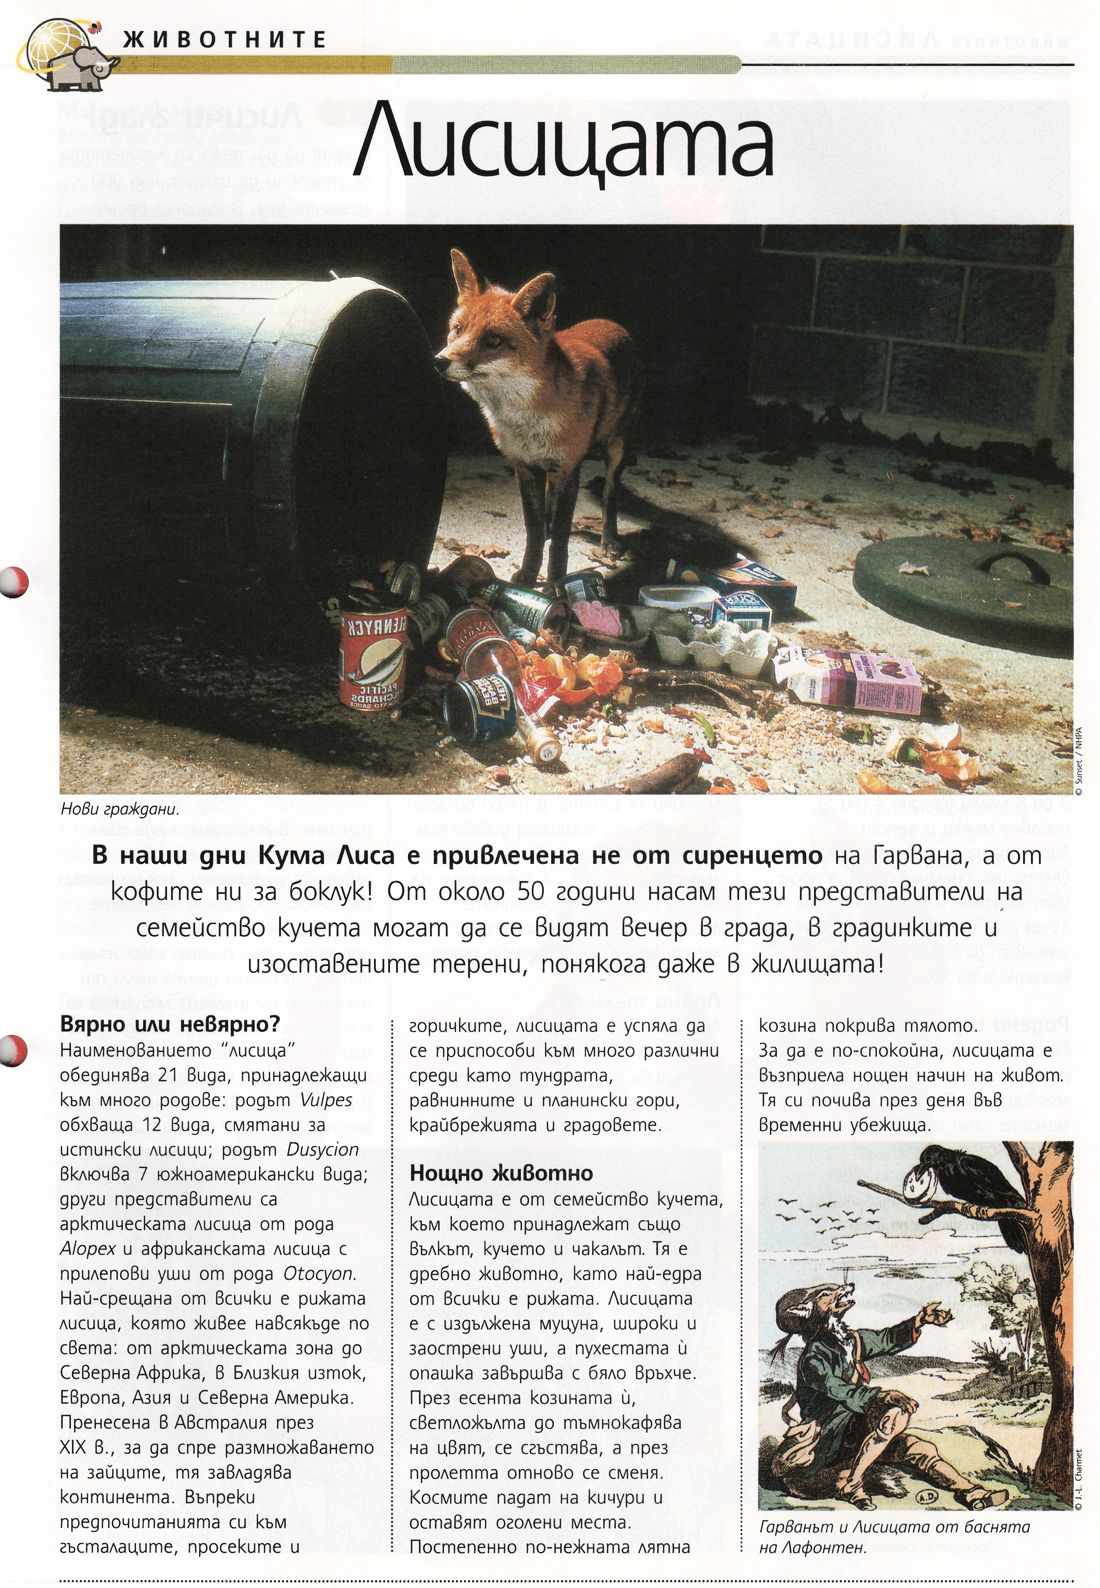 ЖИВОТНИТЕ
Лисицата
© Sunset / NHPA
Нови граждани.
В наши дни Кума Лиса е привлечена не от сиренцето на Гарвана, а от
кофите ни за боклук! От около 50 години насам тези представители на
семейство кучета могат да се видят вечер в града, в градинките и
изоставените терени, понякога даже в жилищата!
Вярно или невярно?
Наименованието “лисица”
обединява 21 вида, принадлежащи
към много родове: родът Vulpes
обхваща 12 вида, смятани за
истински лисици; родът Dusycion
включва 7 южноамерикански вида;
други представители са
арктическата лисица от рода
Alopex и африканската лисица с
прилепови уши от рода Otocyon.
Най-срещана от всички е рижата
лисица, която живее навсякъде по
света: от арктическата зона до
Северна Африка, в Близкия изток,
Европа, Азия и Северна Америка.
Пренесена в Австралия през
XIX в., за да спре размножаването
на зайците, тя завладява
континента. Въпреки
предпочитанията си към
гъсталаците, просеките и
горичките, лисицата е успяла да
се приспособи към много различни
среди като тундрата,
равнинните и планински гори,
крайбрежията и градовете.
Нощно животно
Лисицата е от семейство кучета,
към което принадлежат също
вълкът, кучето и чакалът. Тя е
дребно животно, като най-едра
от всички е рижата. Лисицата
е с издължена муцуна, широки и
заострени уши, а пухестата ѝ
опашка завършва с бяло връхче.
През есента козината ѝ,
светложълта до тъмнокафява
на цвят, се сгъстява, а през
пролетта отново се сменя.
Космите падат на кичури и
оставят оголени места.
Постепенно по-нежната лятна
козина покрива тялото.
За да е по-спокойна, лисицата е
възприела нощен начин на живот.
Тя си почива през деня във
временни убежища.
A.D.
© J.-L. Charmet
Гарванът и Лисицата от баснята
на Лафонтен.